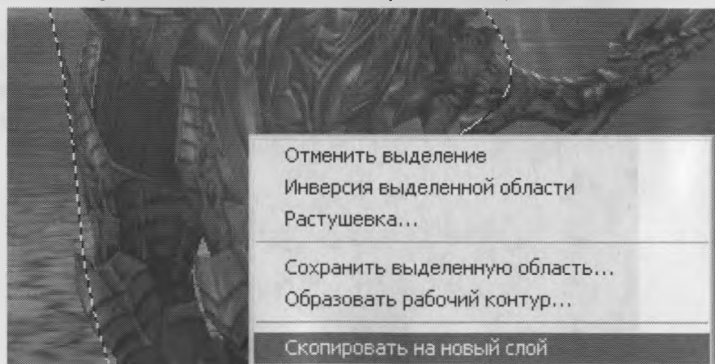 Отменить выделение
Инверсия выделенной области
Растушевка...
Сохранить выделенную область...
Образовать рабочий контур...
Скопировать на новый слой